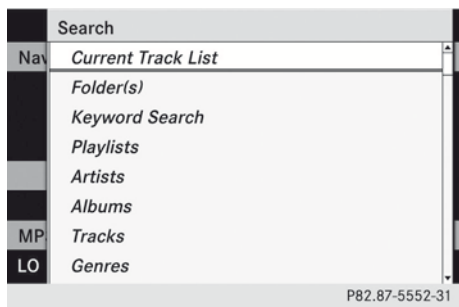 Search
Nav
Current Track List
Folder(s)
Keyword Search
Playlists
Artists
Albums
MP
Tracks
LO
Genres
P82.87-5552-31